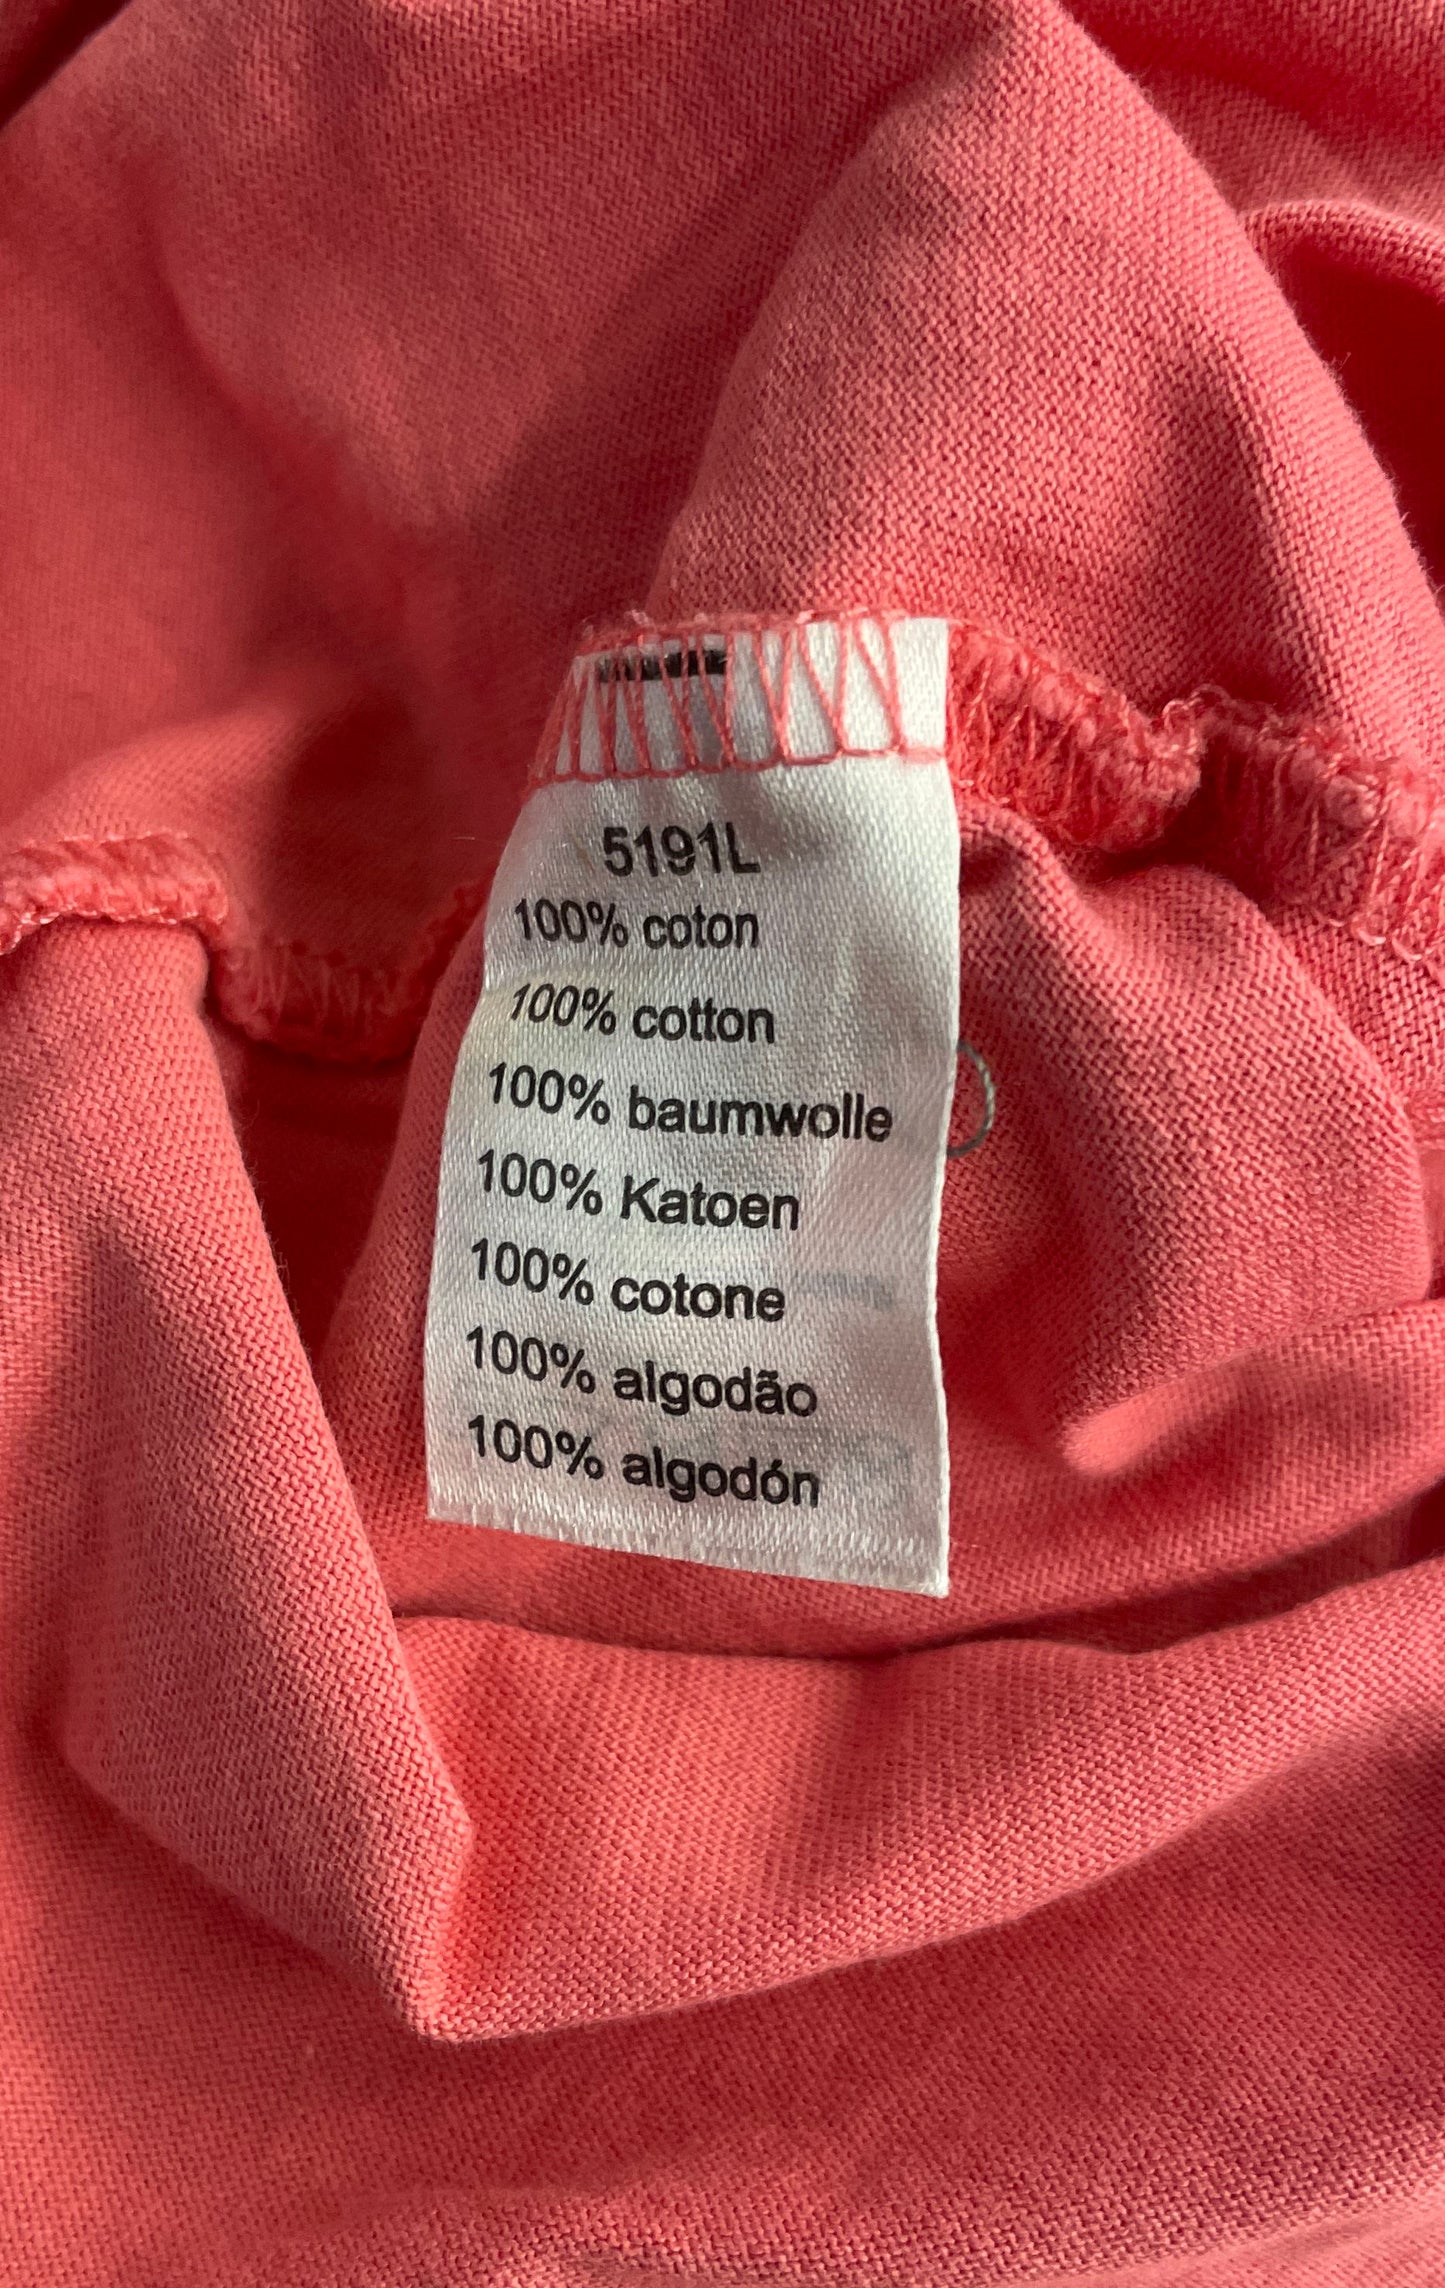 5191L
100% coton
100% cotton
100% baumwolle
100% Katoen
100% cotone
100% algodão
100% algodón